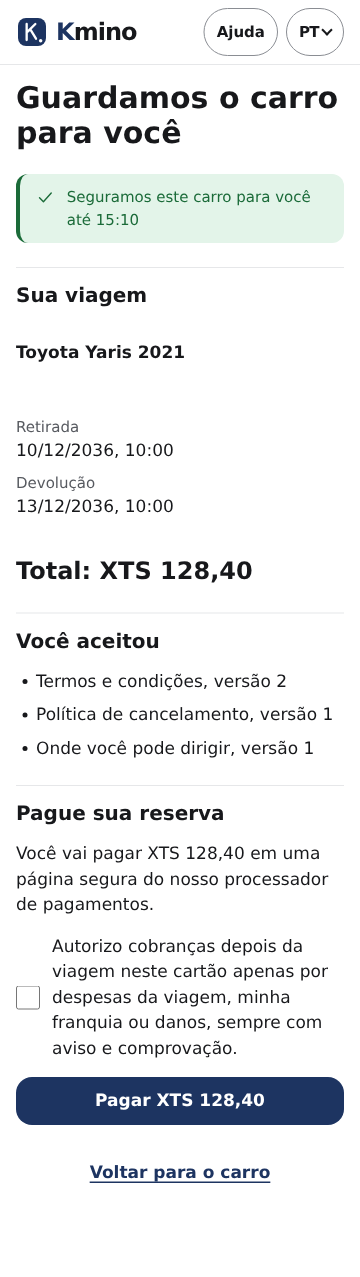 K. Kmino
Ajuda
PT
Guardamos o carro
para você
Seguramos este carro para você
até 15:10
Sua viagem
Toyota Yaris 2021
Retirada
10/12/2036, 10:00
Devolução
13/12/2036, 10:00
Total: XTS 128,40
Você aceitou
• Termos e condições, versão 2
• Política de cancelamento, versão 1
• Onde você pode dirigir, versão 1
Pague sua reserva
Você vai pagar XTS 128,40 em uma
página segura do nosso processador
de pagamentos.
Autorizo cobranças depois da
viagem neste cartão apenas por
despesas da viagem, minha
franquia ou danos, sempre com
aviso e comprovação.
Pagar XTS 128,40
Voltar para o carro